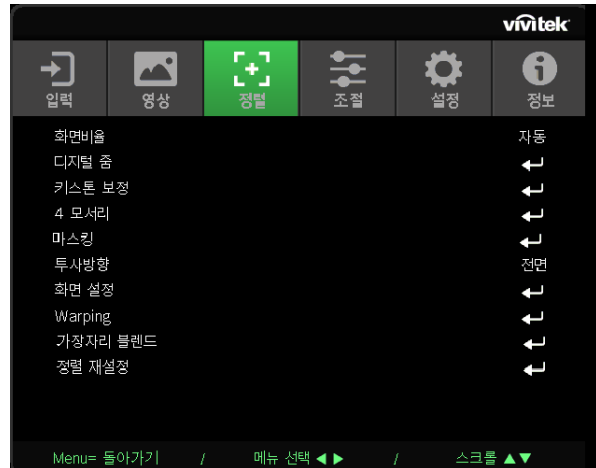 vivitek
입력 영상 정렬 조절 설정 정보
화면비율 자동
디지털 줌
키스톤 보정
4 모서리
마스킹
투사방향 전면
화면 설정
Warping
가장자리 블렌드
정렬 재설정
Menu= 돌아가기 / 메뉴 선택 ◀ ▶ / 스크롤 ▲▼